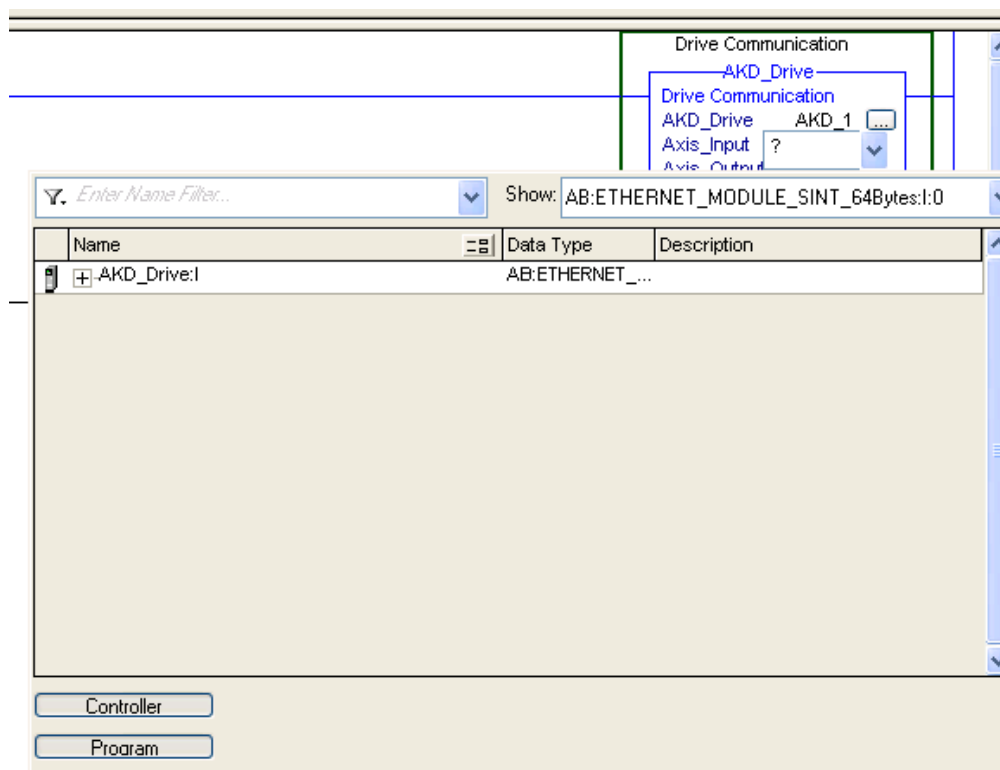 Drive Communication
AKD_Drive
Drive Communication
AKD_Drive AKD_1 ...
Axis_Input ?
Axis_Output
Enter Name Filter... Show: AB:ETHERNET_MODULE_SINT_64Bytes:I:0
Name Data Type Description
AKD_Drive:I AB:ETHERNET_...
Controller
Program